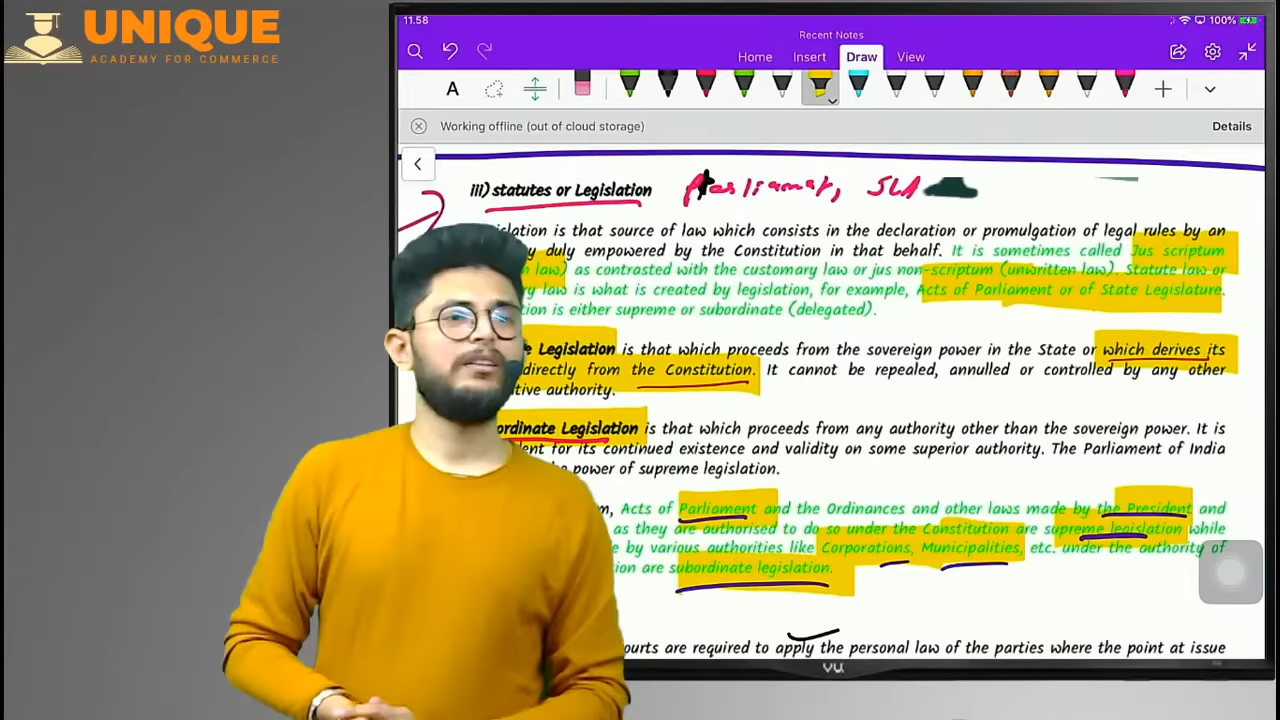 UNIQUE
ACADEMY FOR COMMERCE
11.58
100%
Recent Notes
Home Insert Draw View
A
Working offline (out of cloud storage) Details
iii) statutes or Legislation Parliamat, SLA
islation is that source of law which consists in the declaration or promulgation of legal rules by an
y duly empowered by the Constitution in that behalf. It is sometimes called Jus scriptum
n law) as contrasted with the customary law or jus non-scriptum (unwritten law). Statute law or
ry law is what is created by legislation, for example, Acts of Parliament or of State Legislature.
tion is either supreme or subordinate (delegated).
e Legislation is that which proceeds from the sovereign power in the State or which derives its
directly from the Constitution. It cannot be repealed, annulled or controlled by any other
tive authority.
ordinate Legislation is that which proceeds from any authority other than the sovereign power. It is
ent for its continued existence and validity on some superior authority. The Parliament of India
power of supreme legislation.
m, Acts of Parliament and the Ordinances and other laws made by the President and
as they are authorised to do so under the Constitution are supreme legislation while
e by various authorities like Corporations, Municipalities, etc. under the authority of
ion are subordinate legislation.
ourts are required to apply the personal law of the parties where the point at issue
VU